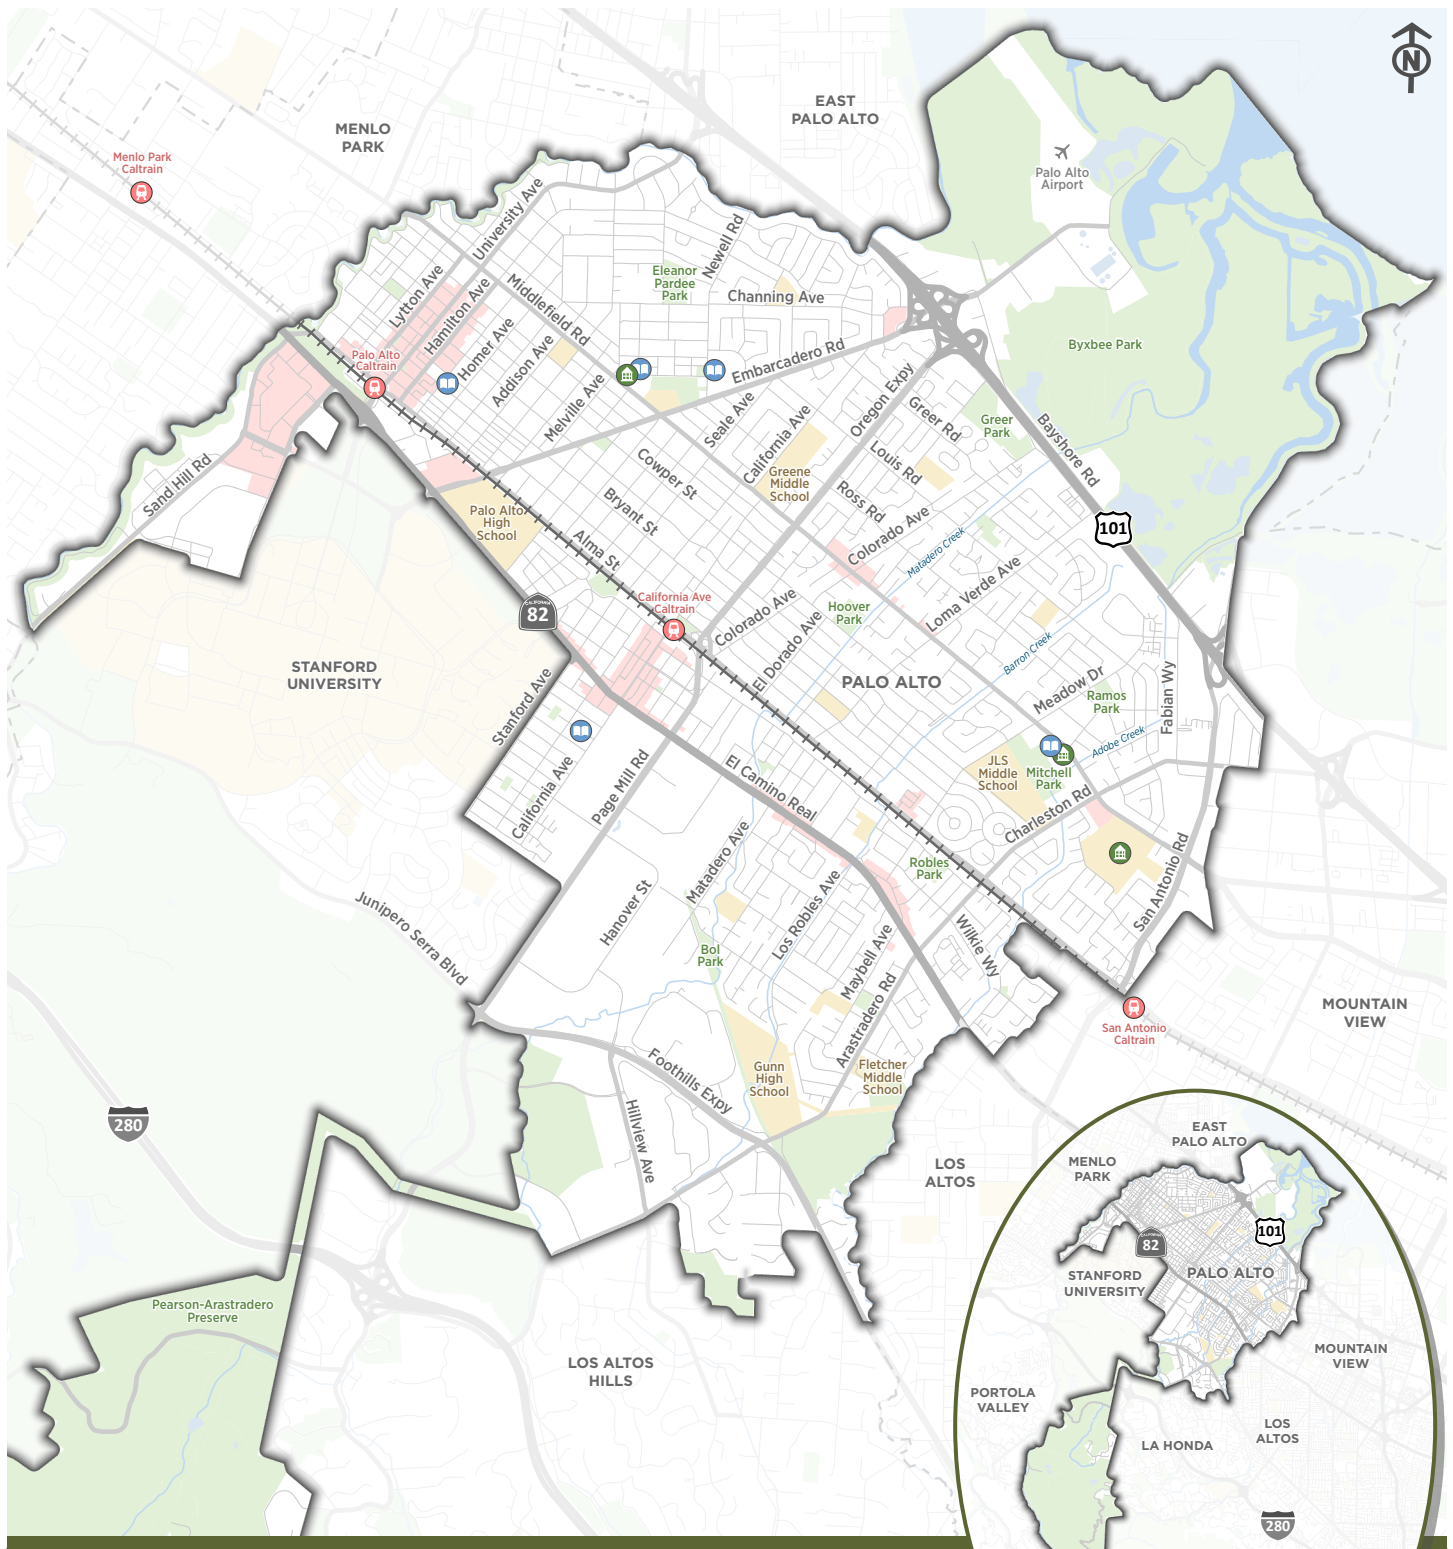 N
EAST
PALO ALTO
MENLO
PARK
Menlo Park
Caltrain
Palo Alto
Airport
University Ave
Newell Rd
Eleanor
Pardee
Park
Lytton Ave
Hamilton Ave
Middlefield Rd
Channing Ave
Byxbee Park
Homer Ave
Addison Ave
Palo Alto
Caltrain
Embarcadero Rd
Melville Ave
Seale Ave
California Ave
Oregon Expy
Greer Rd
Greer
Park
Bayshore Rd
Louis Rd
Sand Hill Rd
Cowper St
Greene
Middle
School
Ross Rd
Bryant St
Palo Alto
High
School
Colorado Ave
101
Alma St
Matadero Creek
Loma Verde Ave
California Ave
Caltrain
CALIFORNIA
82
Colorado Ave
Hoover
Park
El Dorado Ave
Barron Creek
STANFORD
UNIVERSITY
PALO ALTO
Meadow Dr
Fabian Wy
Stanford Ave
Ramos
Park
Adobe Creek
JLS
Middle
School
Mitchell
Park
California Ave
Page Mill Rd
El Camino Real
Charleston Rd
Matadero Ave
Robles
Park
San Antonio Rd
Junipero Serra Blvd
Hanover St
Los Robles Ave
Wilkie Wy
Bol
Park
Maybell Ave
Arastradero Rd
MOUNTAIN
VIEW
San Antonio
Caltrain
Foothills Expy
Gunn
High
School
Fletcher
Middle
School
280
Hillview Ave
LOS
ALTOS
Pearson-Arastradero
Preserve
LOS ALTOS
HILLS
EAST
PALO ALTO
MENLO
PARK
101
CALIFORNIA
82
PALO ALTO
STANFORD
UNIVERSITY
MOUNTAIN
VIEW
PORTOLA
VALLEY
LOS
ALTOS
LA HONDA
280